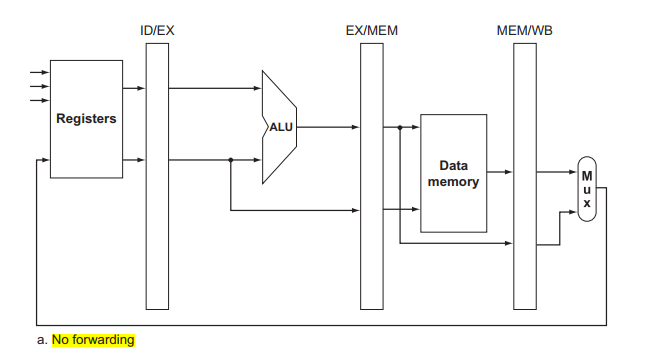 ID/EX
EX/MEM
MEM/WB
Registers
ALU
Data
memory
M
u
x
a. No forwarding